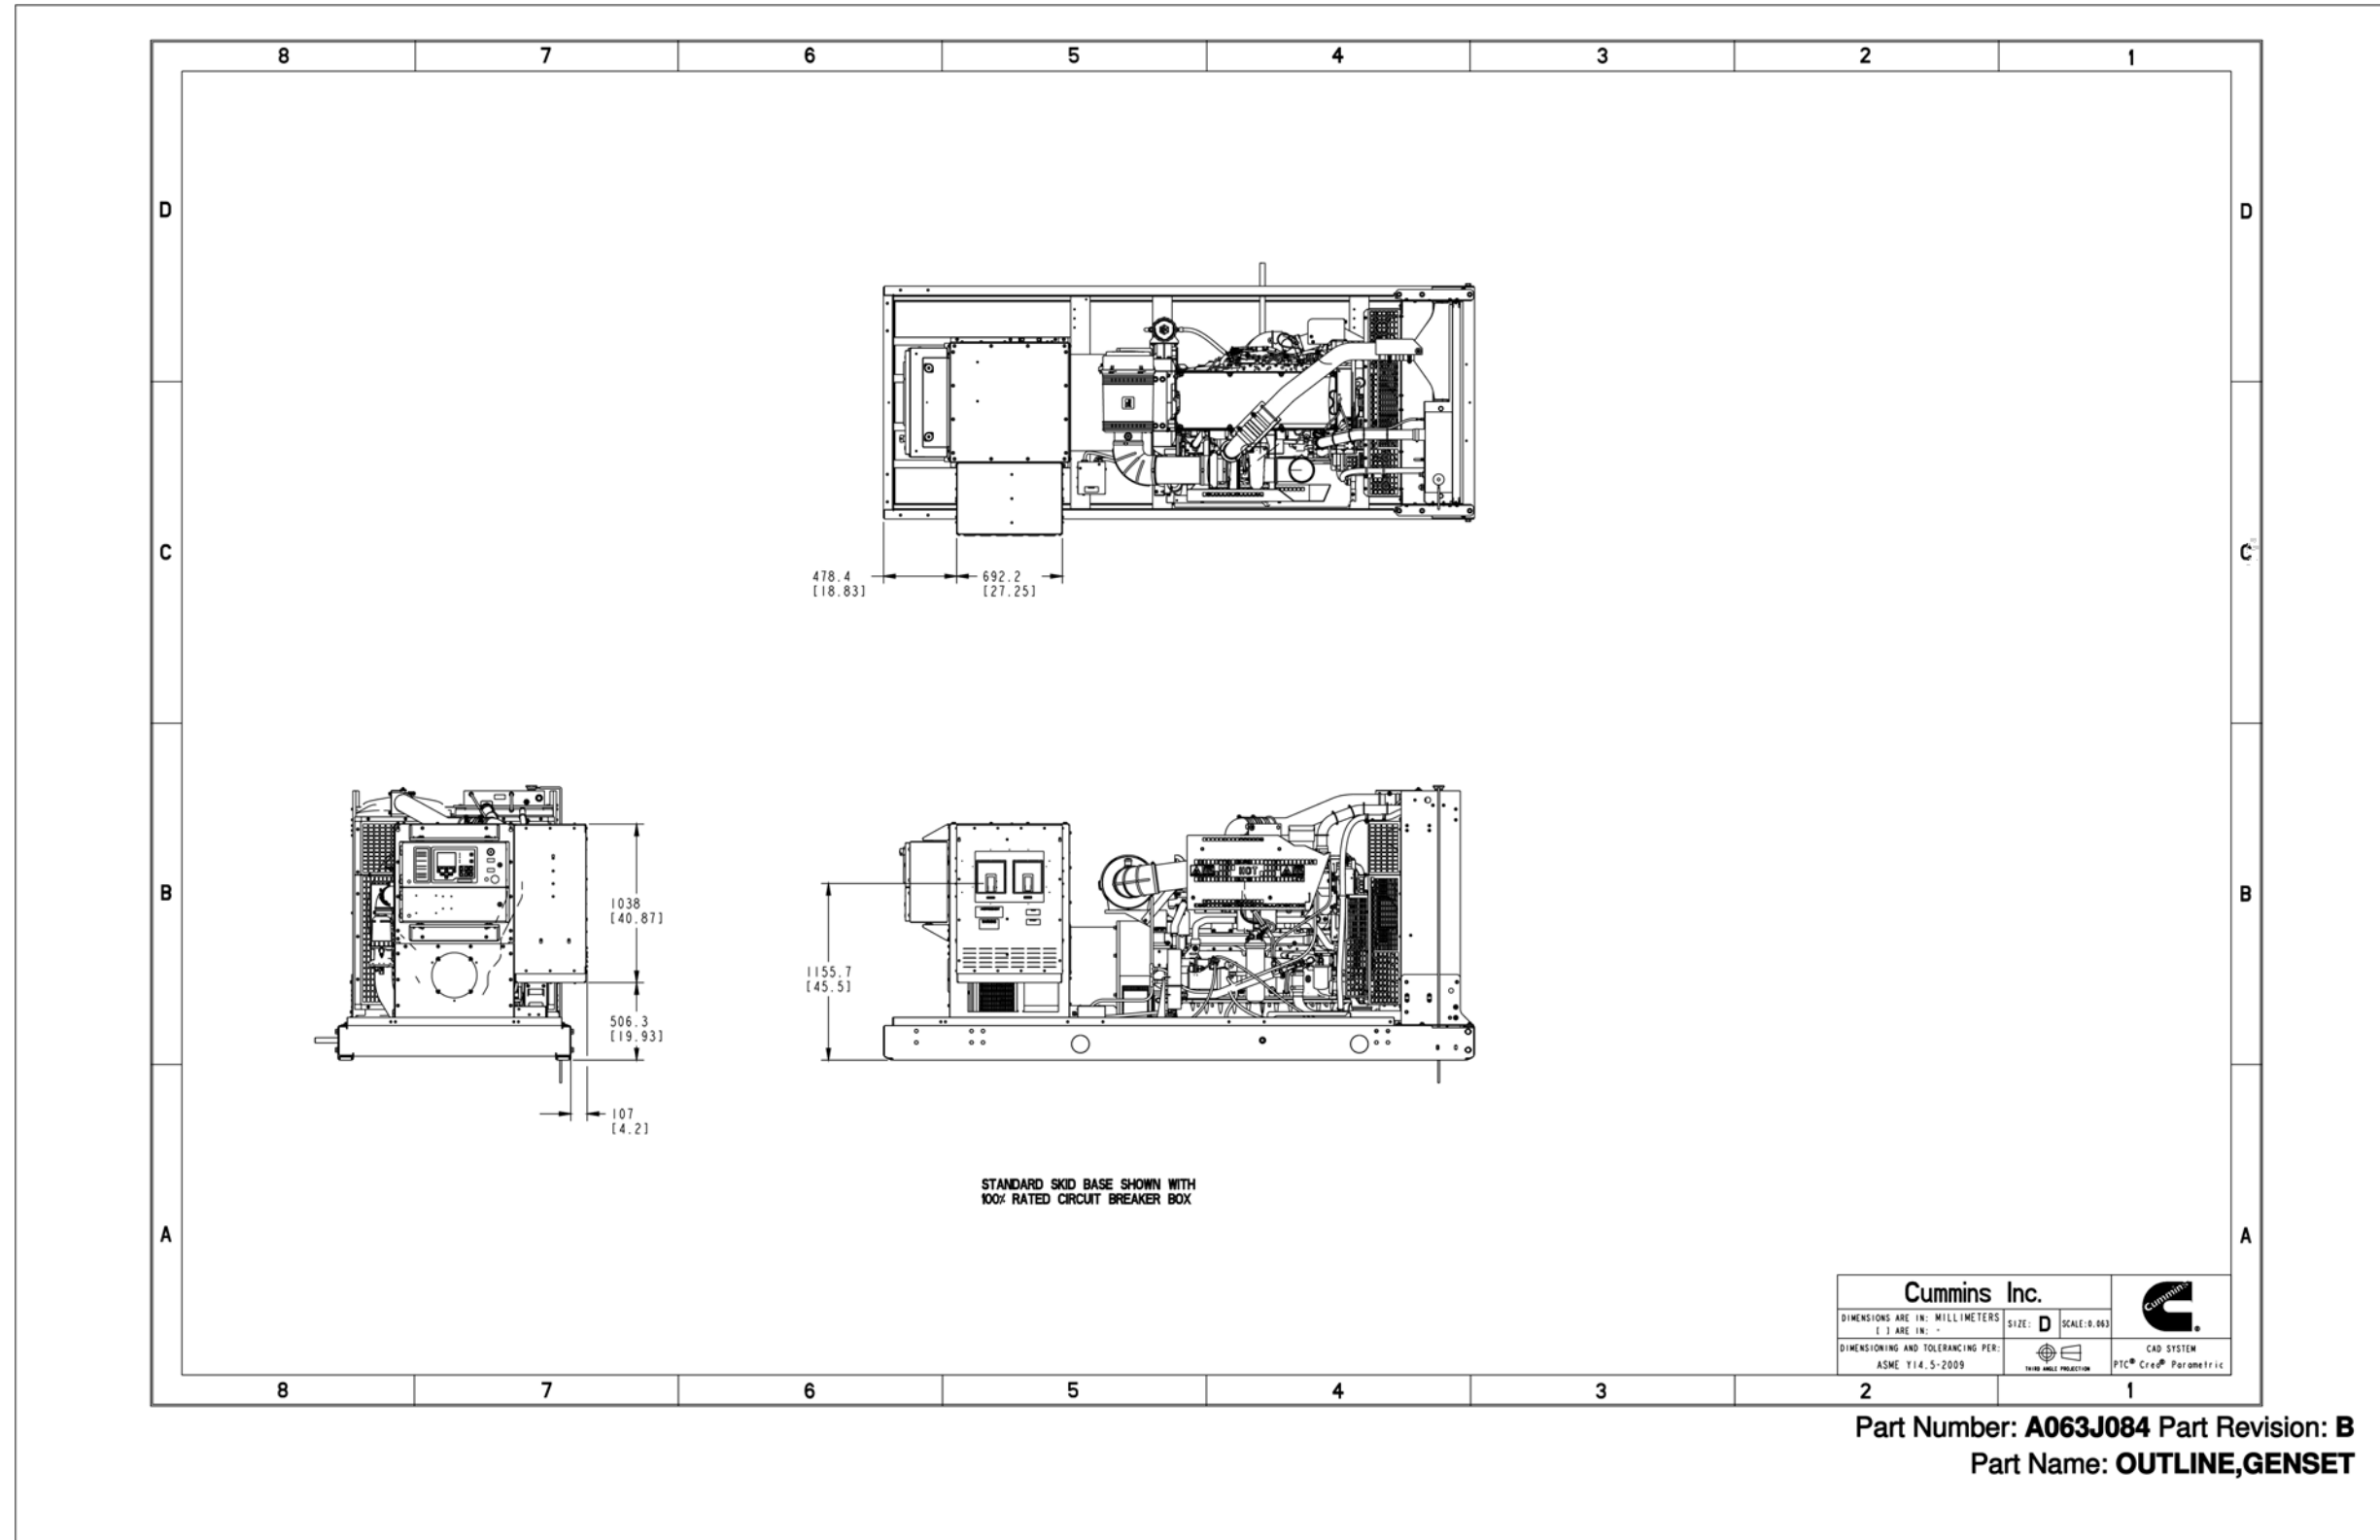 8 7 6 5 4 3 2 1
D D
478.4 692.2
[18.83] [27.25]
C C
HOT
1038
[40.87]
B B
1155.7
[45.5]
506.3
[19.93]
107
[4.2]
STANDARD SKID BASE SHOWN WITH
100% RATED CIRCUIT BREAKER BOX
A A
Cummins Inc.
Cummins
DIMENSIONS ARE IN: MILLIMETERS
[ ] ARE IN: -
SIZE: D SCALE:0.063
DIMENSIONING AND TOLERANCING PER:
ASME Y14.5-2009
THIRD ANGLE PROJECTION
CAD SYSTEM
PTC® Creo® Parametric
8 7 6 5 4 3 2 1
Part Number: A063J084 Part Revision: B
Part Name: OUTLINE,GENSET